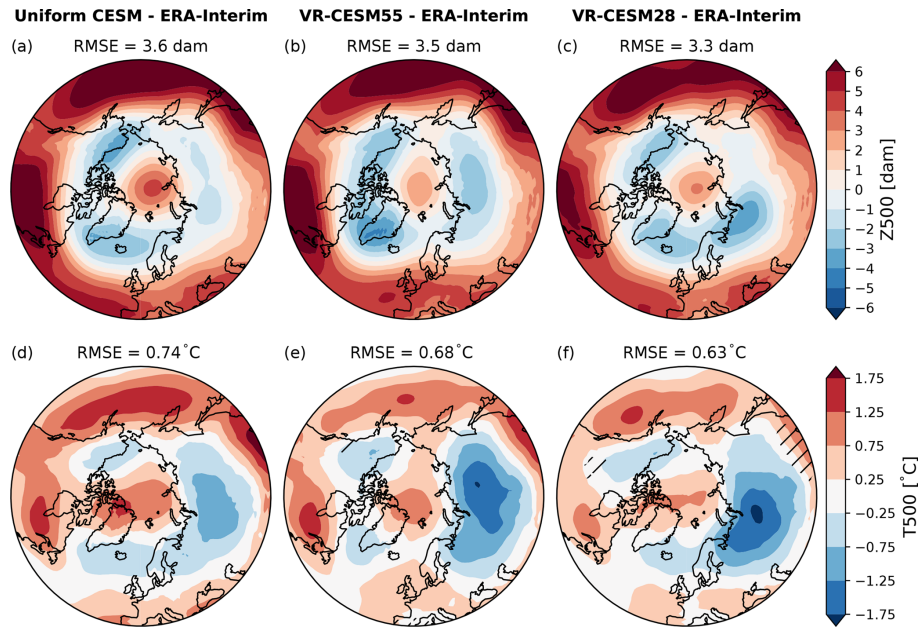 Uniform CESM - ERA-Interim
VR-CESM55 - ERA-Interim
VR-CESM28 - ERA-Interim
(a)
RMSE = 3.6 dam
(b)
RMSE = 3.5 dam
(c)
RMSE = 3.3 dam
6
5
4
3
2
1
0
−1
−2
−3
−4
−5
−6
Z500 [dam]
(d)
RMSE = 0.74°C
(e)
RMSE = 0.68°C
(f)
RMSE = 0.63°C
1.75
1.25
0.75
0.25
−0.25
−0.75
−1.25
−1.75
T500 [°C]